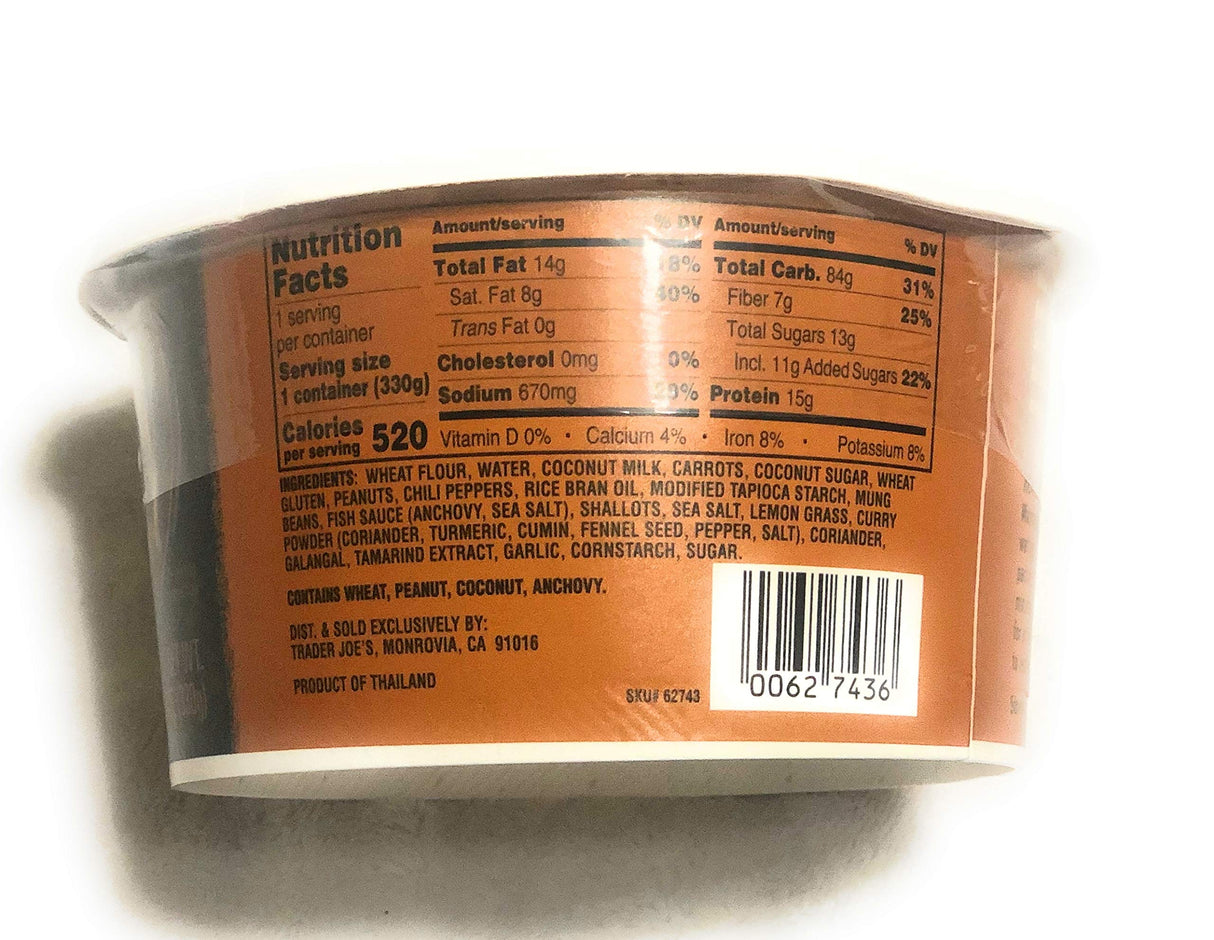 Nutrition
Facts
1 serving
per container
Serving size
1 container (330g)
Calories
per serving 520
Amount/serving % DV
Total Fat 14g 18%
Sat. Fat 8g 40%
Trans Fat 0g
Cholesterol 0mg 0%
Sodium 670mg 29%
Amount/serving % DV
Total Carb. 84g 31%
Fiber 7g 25%
Total Sugars 13g
Incl. 11g Added Sugars 22%
Protein 15g
Vitamin D 0% • Calcium 4% • Iron 8% • Potassium 8%
INGREDIENTS: WHEAT FLOUR, WATER, COCONUT MILK, CARROTS, COCONUT SUGAR, WHEAT
GLUTEN, PEANUTS, CHILI PEPPERS, RICE BRAN OIL, MODIFIED TAPIOCA STARCH, MUNG
BEANS, FISH SAUCE (ANCHOVY, SEA SALT), SHALLOTS, SEA SALT, LEMON GRASS, CURRY
POWDER (CORIANDER, TURMERIC, CUMIN, FENNEL SEED, PEPPER, SALT), CORIANDER,
GALANGAL, TAMARIND EXTRACT, GARLIC, CORNSTARCH, SUGAR.
CONTAINS WHEAT, PEANUT, COCONUT, ANCHOVY.
DIST. & SOLD EXCLUSIVELY BY:
TRADER JOE'S, MONROVIA, CA 91016
PRODUCT OF THAILAND
SKU# 62743
0062 7436